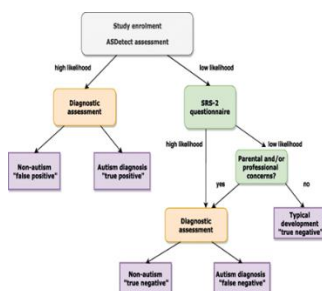 Study enrolment
ASDetect assessment
high likelihood
low likelihood
Diagnostic
assessment
SRS-2
questionnaire
high likelihood
low likelihood
Non-autism
"false positive"
Autism diagnosis
"true positive"
Parental and/or
professional
concerns?
yes
no
Diagnostic
assessment
Typical
development
"true negative"
Non-autism
"true negative"
Autism diagnosis
"false negative"